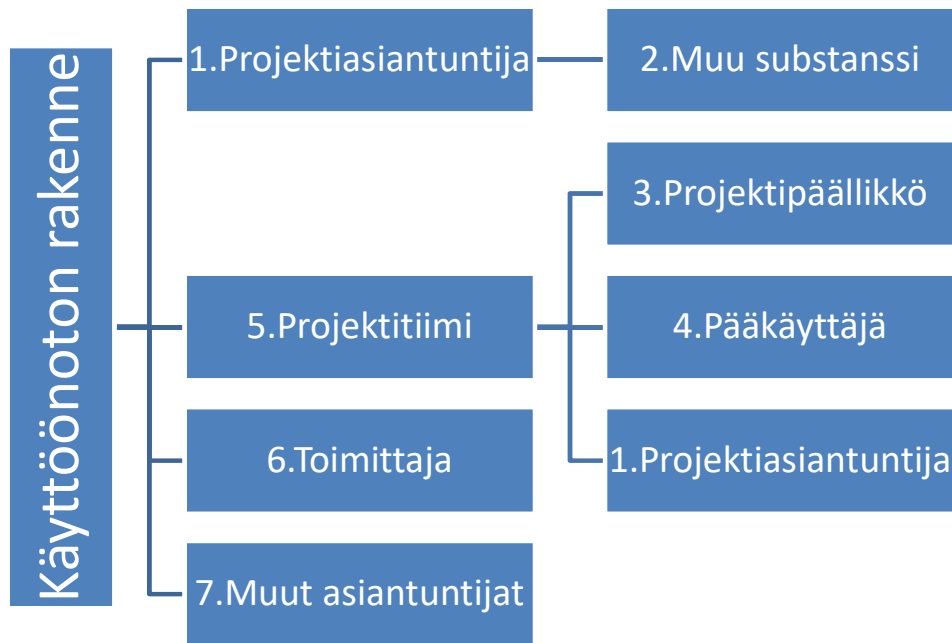 Käyttöönoton rakenne
1.Projektiasiantuntija
2.Muu substanssi
5.Projektitiimi
3.Projektipäällikkö
4.Pääkäyttäjä
1.Projektiasiantuntija
6.Toimittaja
7.Muut asiantuntijat